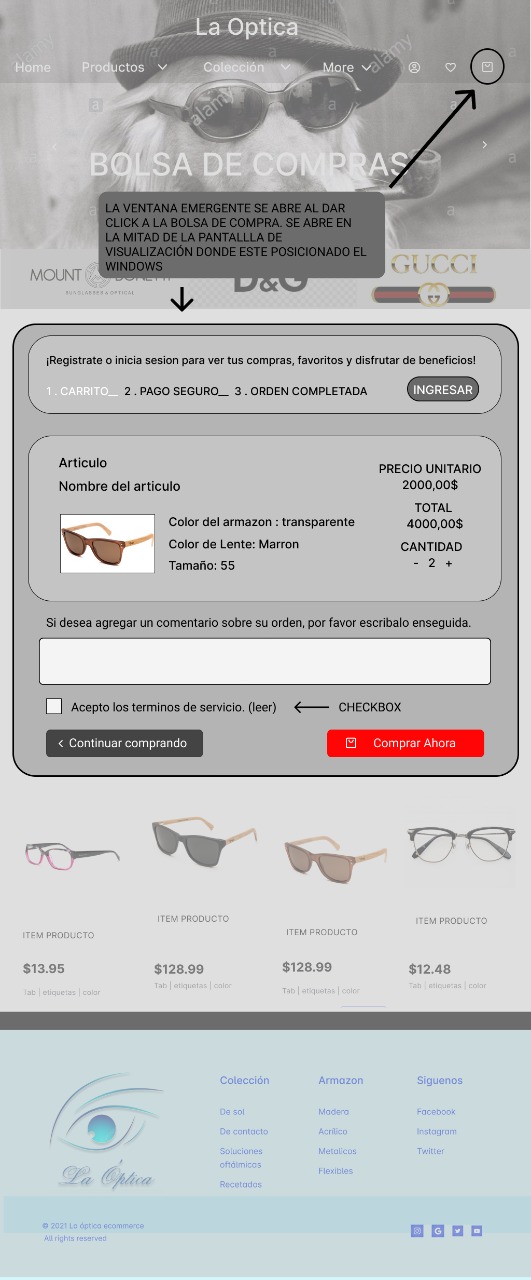 La Optica
Home Productos Colección More
alamy
alamy
alamy
a
a
a
a
BOLSA DE COMPRAS
LA VENTANA EMERGENTE SE ABRE AL DAR
CLICK A LA BOLSA DE COMPRA. SE ABRE EN
LA MITAD DE LA PANTALLLA DE
VISUALIZACIÓN DONDE ESTE POSICIONADO EL
WINDOWS
MOUNT
SUNGLASSES & OPTICAL
D&G
GUCCI
¡Registrate o inicia sesion para ver tus compras, favoritos y disfrutar de beneficios!
1 . CARRITO__ 2 . PAGO SEGURO__ 3 . ORDEN COMPLETADA
INGRESAR
Articulo
Nombre del articulo
Color del armazon : transparente
Color de Lente: Marron
Tamaño: 55
PRECIO UNITARIO
2000,00$
TOTAL
4000,00$
CANTIDAD
- 2 +
Si desea agregar un comentario sobre su orden, por favor escribalo enseguida.
Acepto los terminos de servicio. (leer)
CHECKBOX
< Continuar comprando
Comprar Ahora
ITEM PRODUCTO
$13.95
Tab | etiquetas | color
ITEM PRODUCTO
$128.99
Tab | etiquetas | color
ITEM PRODUCTO
$128.99
Tab | etiquetas | color
ITEM PRODUCTO
$12.48
Tab | etiquetas | color
La Óptica
Colección
De sol
De contacto
Soluciones
oftálmicas
Recetados
Armazon
Madera
Acrílico
Metalicos
Flexibles
Siguenos
Facebook
Instagram
Twitter
© 2021 La óptica ecommerce
All rights reserved